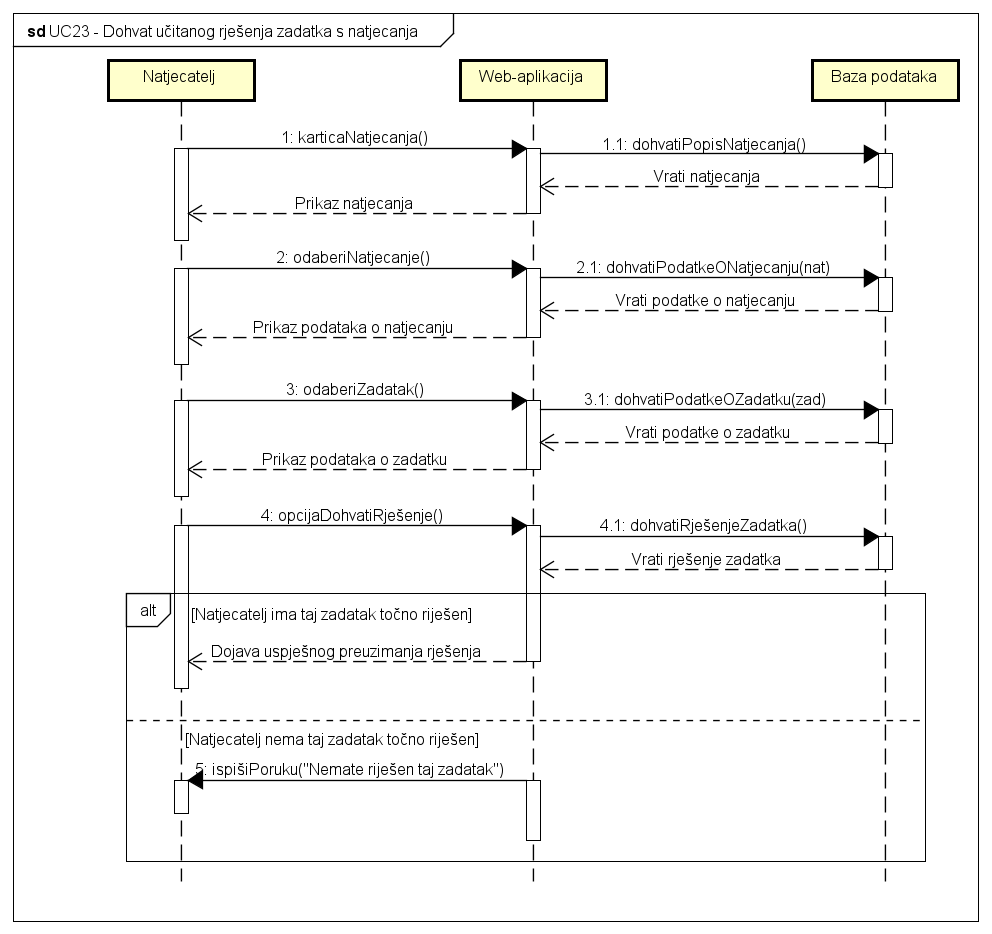 sd UC23 - Dohvat učitanog rješenja zadatka s natjecanja
Natjecatelj
Web-aplikacija
Baza podataka
1: karticaNatjecanja()
1.1: dohvatiPopisNatjecanja()
Vrati natjecanja
Prikaz natjecanja
2: odaberiNatjecanje()
2.1: dohvatiPodatkeONatjecanju(nat)
Vrati podatke o natjecanju
Prikaz podataka o natjecanju
3: odaberiZadatak()
3.1: dohvatiPodatkeOZadatku(zad)
Vrati podatke o zadatku
Prikaz podataka o zadatku
4: opcijaDohvatiRješenje()
4.1: dohvatiRješenjeZadatka()
Vrati rješenje zadatka
alt
[Natjecatelj ima taj zadatak točno riješen]
Dojava uspješnog preuzimanja rješenja
[Natjecatelj nema taj zadatak točno riješen]
5: ispišiPoruku("Nemate riješen taj zadatak")